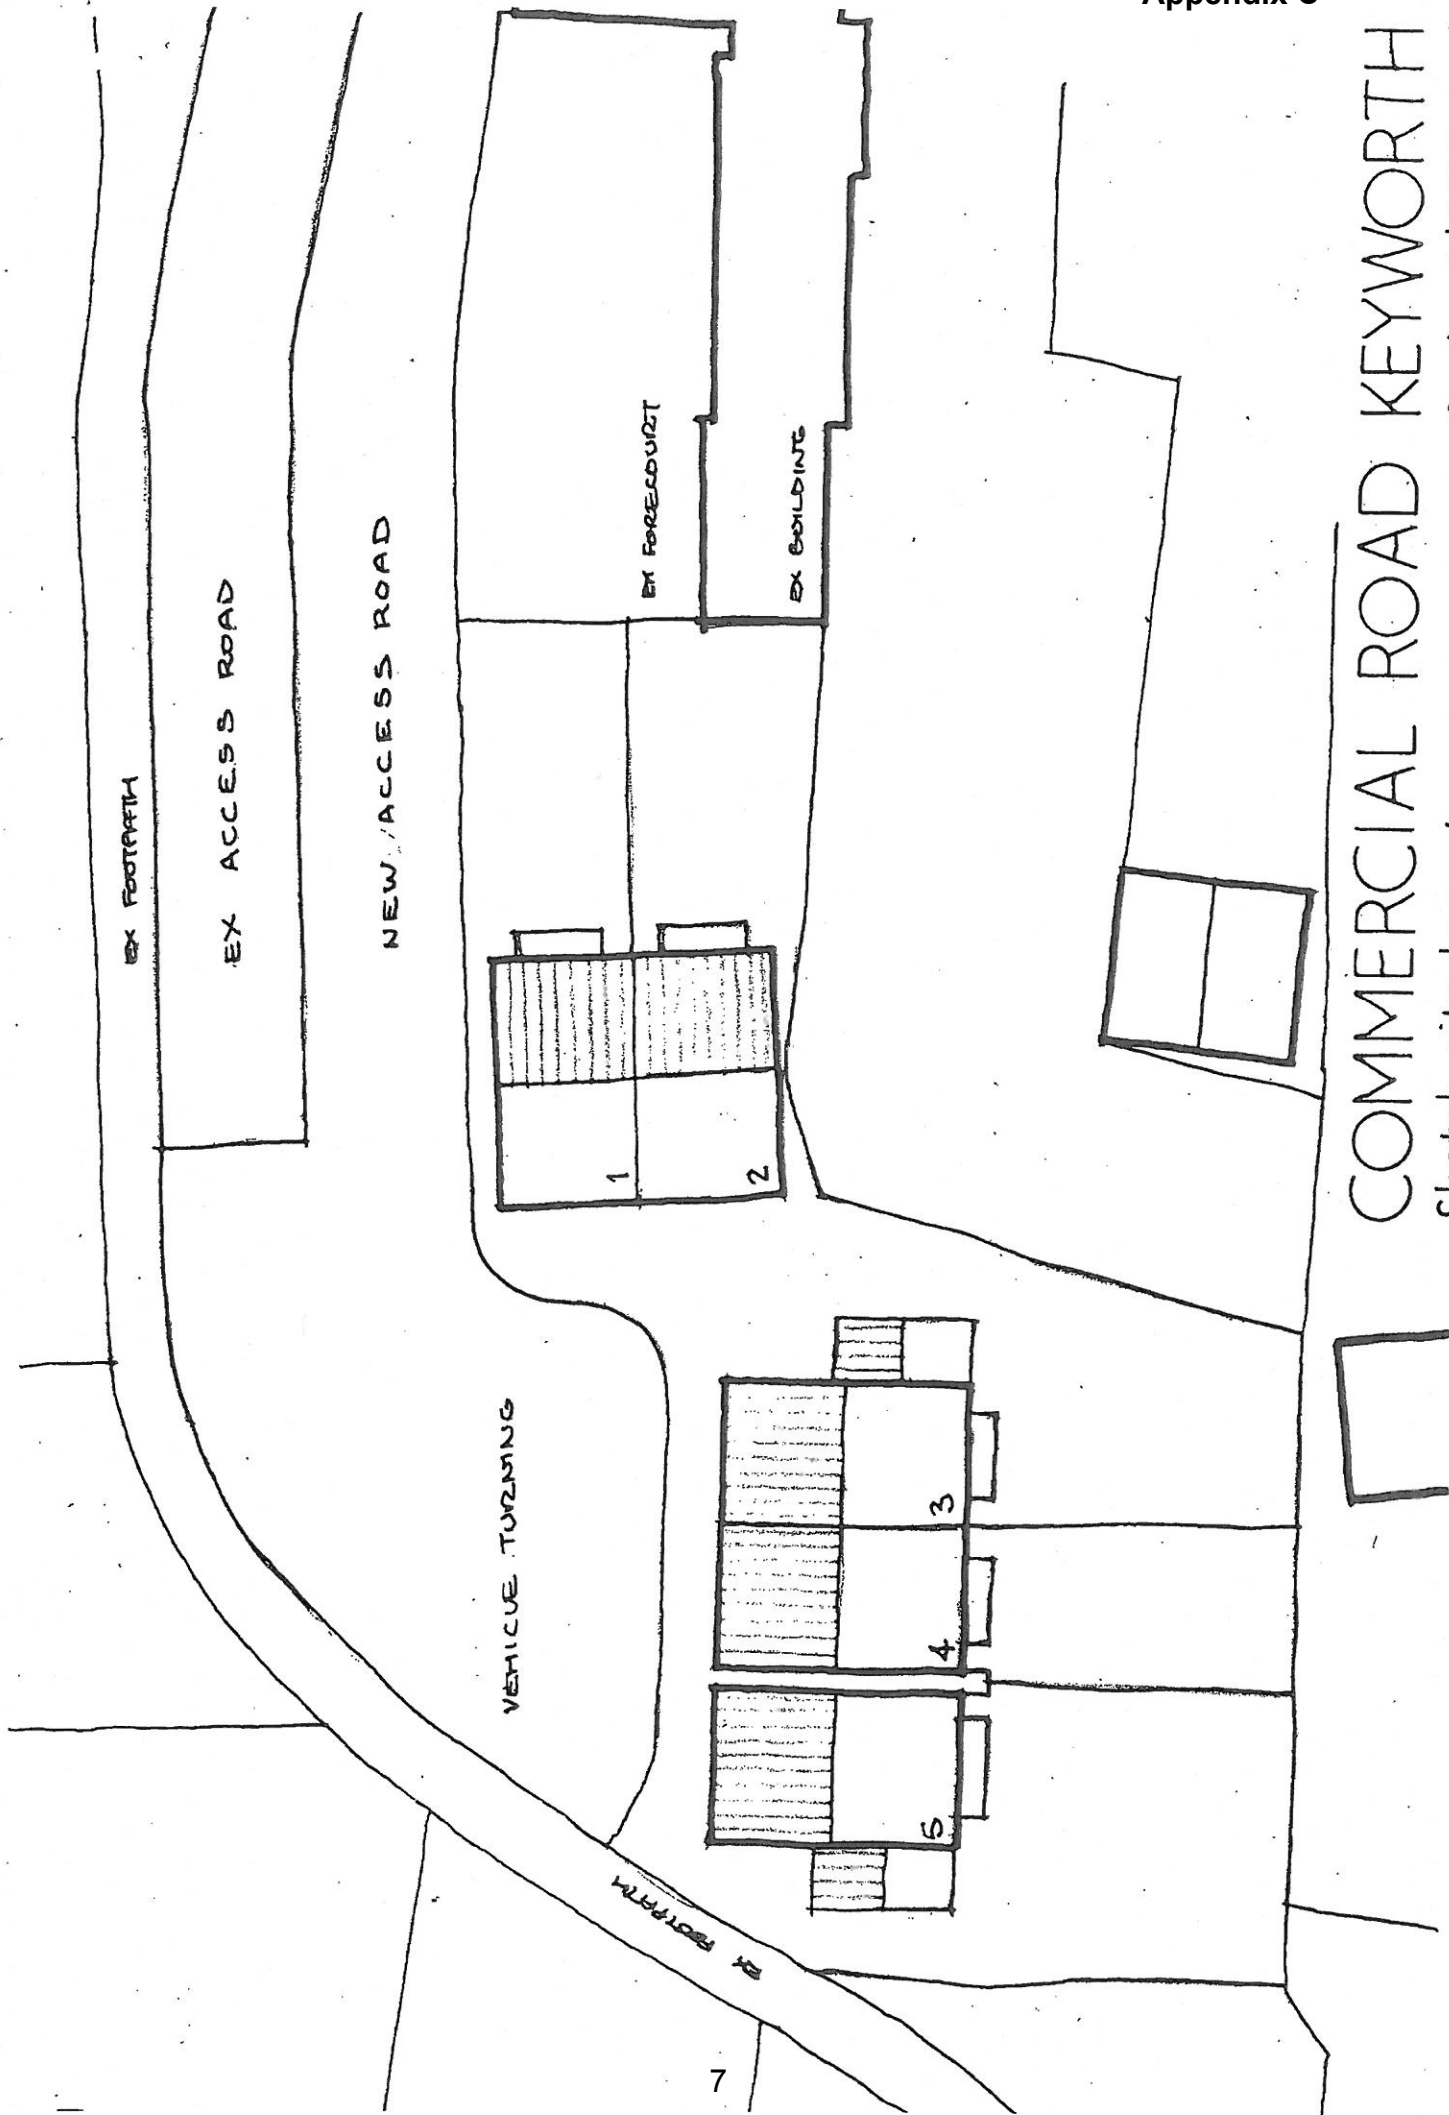 EX FOOTPATH
EX ACCESS ROAD
NEW ACCESS ROAD
EX FORECOURT
EX BUILDING
1
2
VEHICLE TURNING
3
4
5
EX FOOTPATH
COMMERCIAL ROAD KEYWORTH
7